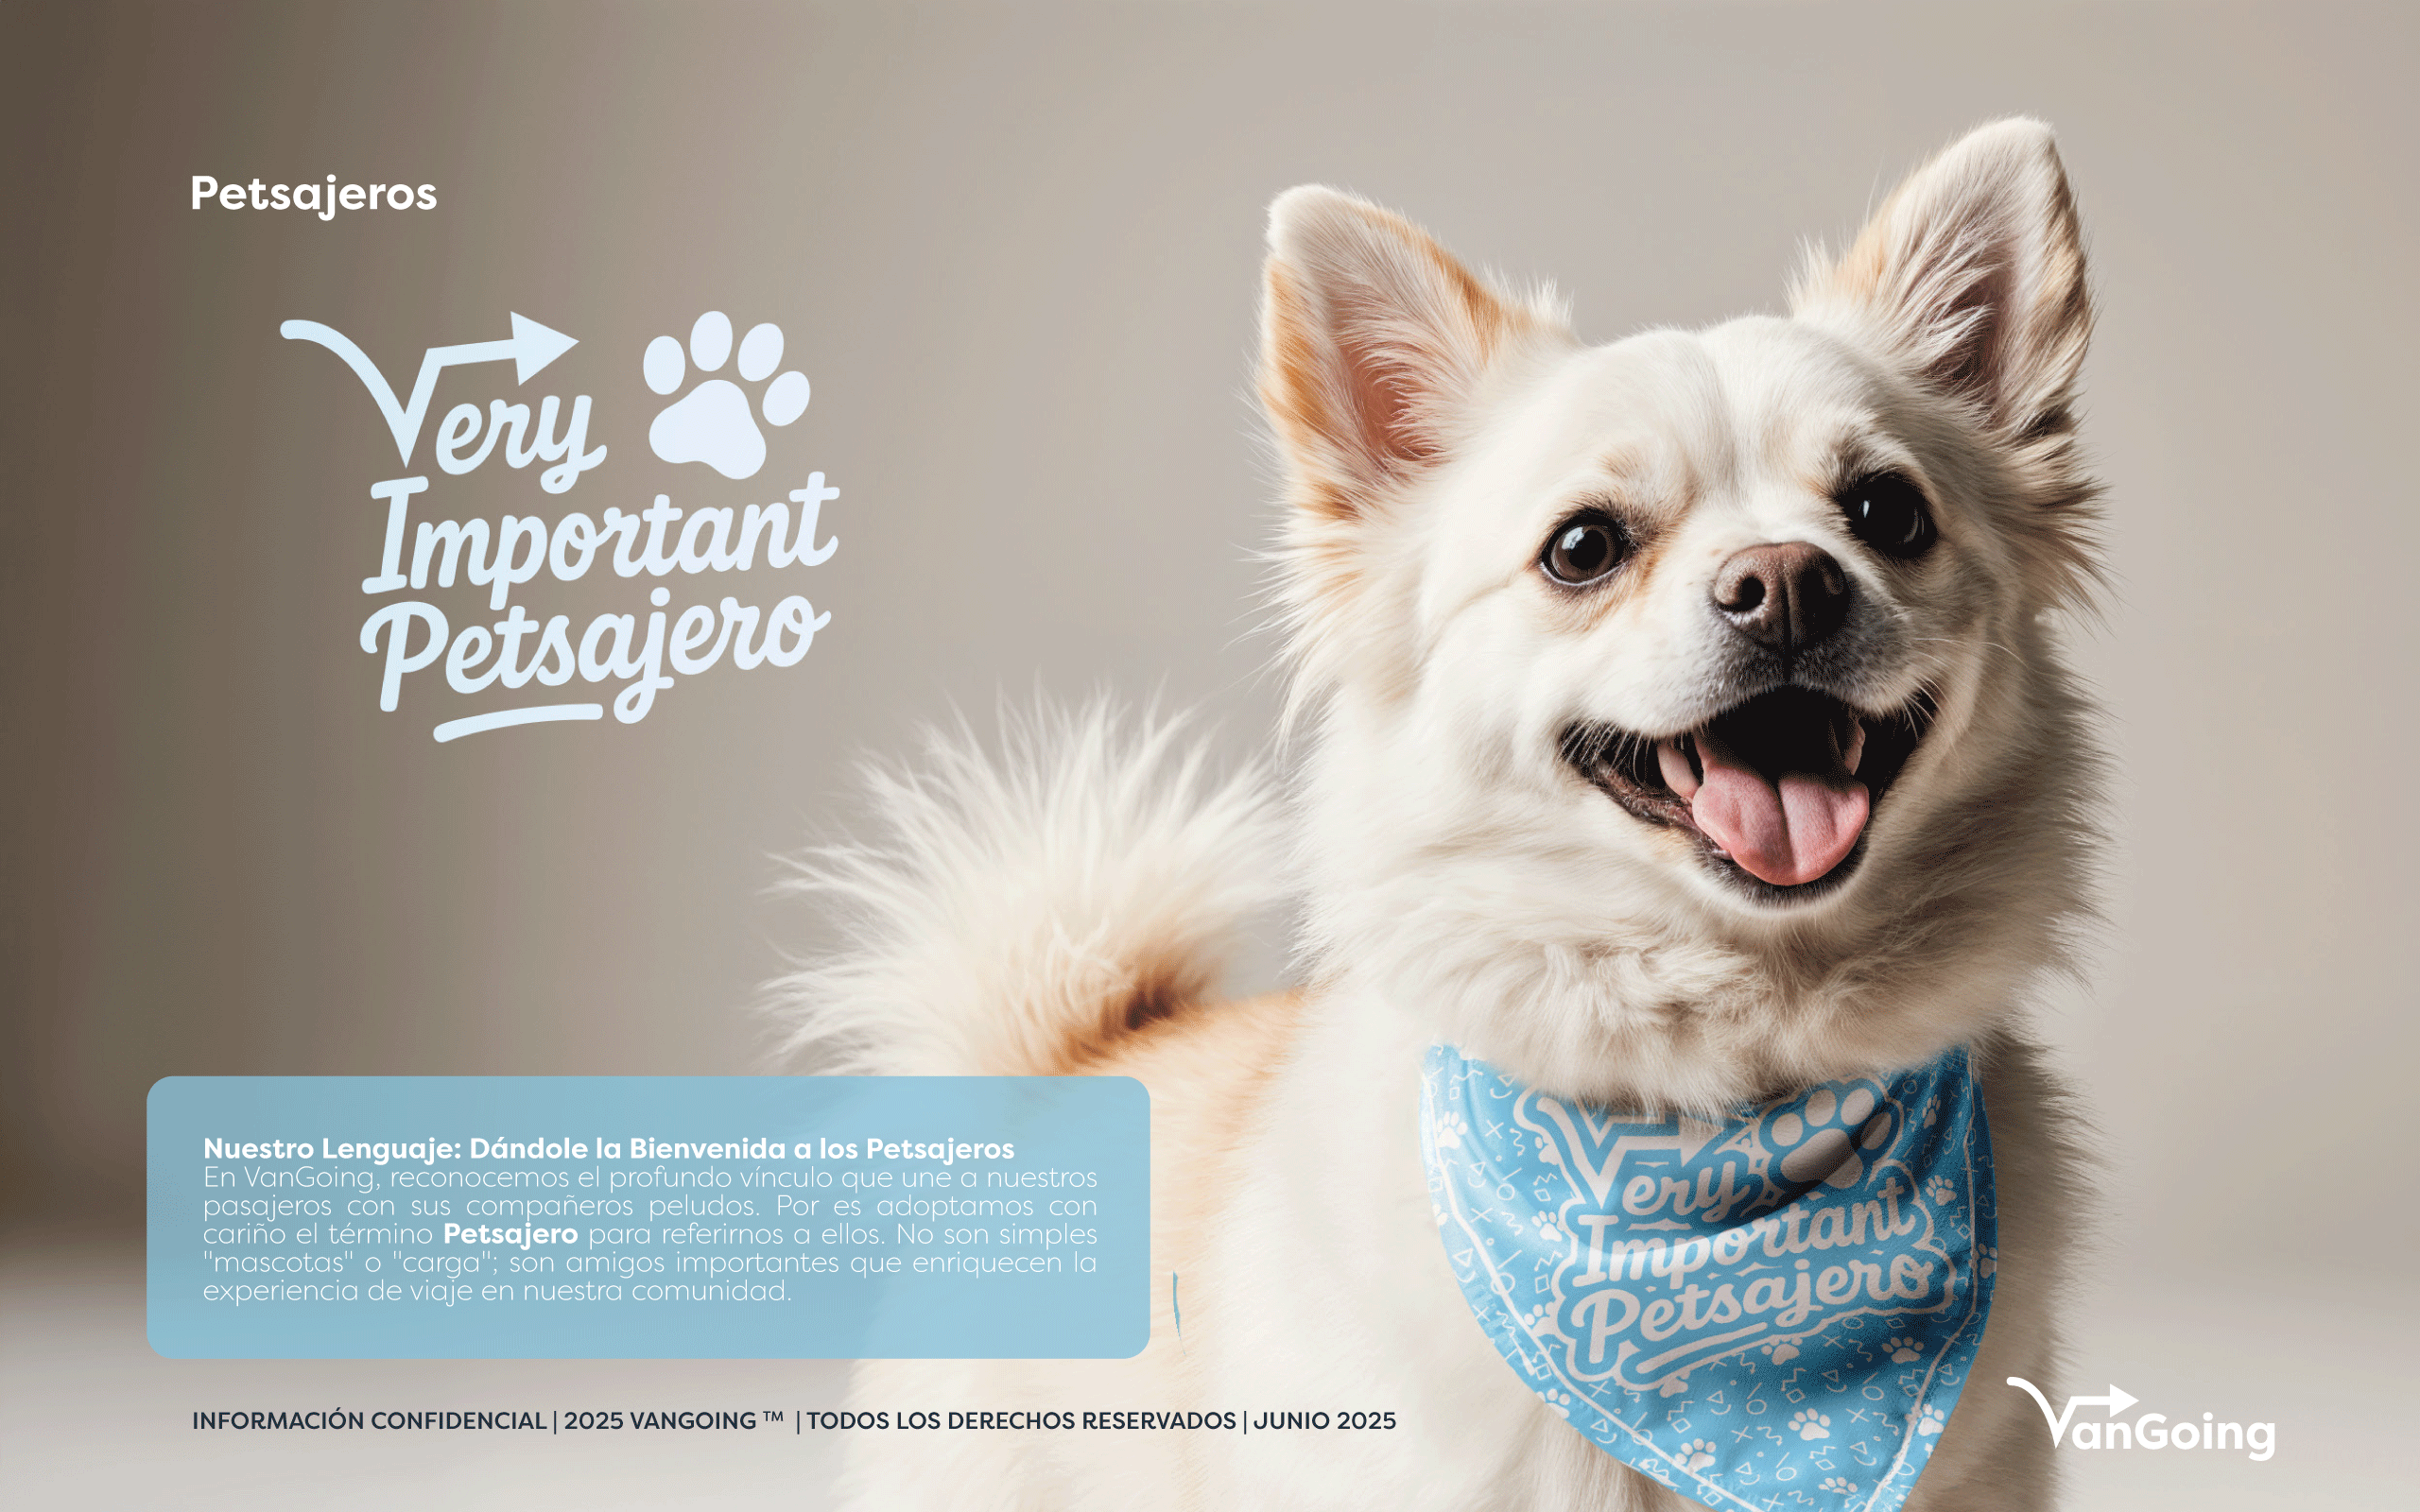 Petsajeros
Very
Important
Petsajero
Nuestro Lenguaje: Dándole la Bienvenida a los Petsajeros
En VanGoing, reconocemos el profundo vínculo que une a nuestros
pasajeros con sus compañeros peludos. Por es adoptamos con
cariño el término Petsajero para referirnos a ellos. No son simples
"mascotas" o "carga"; son amigos importantes que enriquecen la
experiencia de viaje en nuestra comunidad.
Very
Important
Petsajero
INFORMACIÓN CONFIDENCIAL | 2025 VANGOING ™ | TODOS LOS DERECHOS RESERVADOS | JUNIO 2025
VanGoing